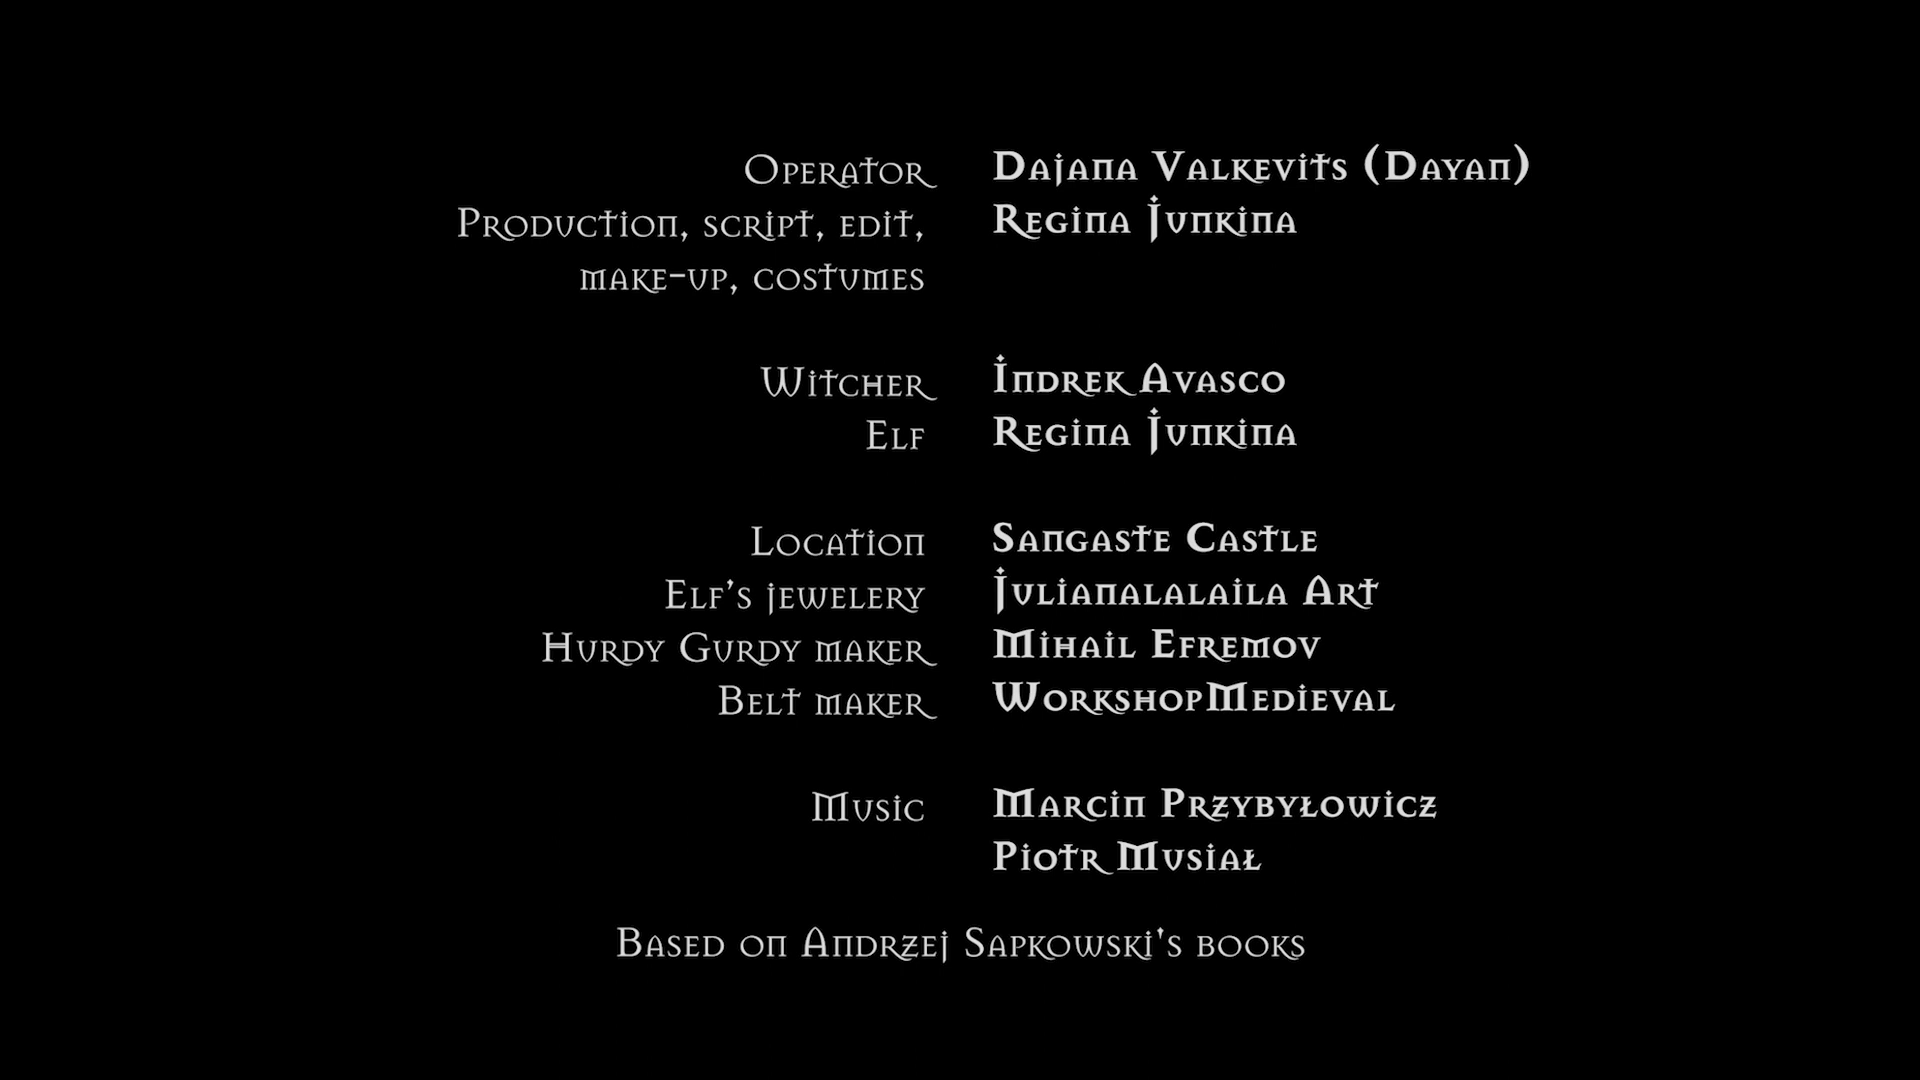 Operator Dajana Valkevits (Dayan)
Production, script, edit, Regina Junkina
make-up, costumes
Witcher Indrek Avasco
Elf Regina Junkina
Location Sangaste Castle
Elf's jewelery Julianalalaila Art
Hurdy Gurdy maker Mihail Efremov
Belt maker WorkshopMedieval
Music Marcin Przybyłowicz
Piotr Musiał
Based on Andrzej Sapkowski's books